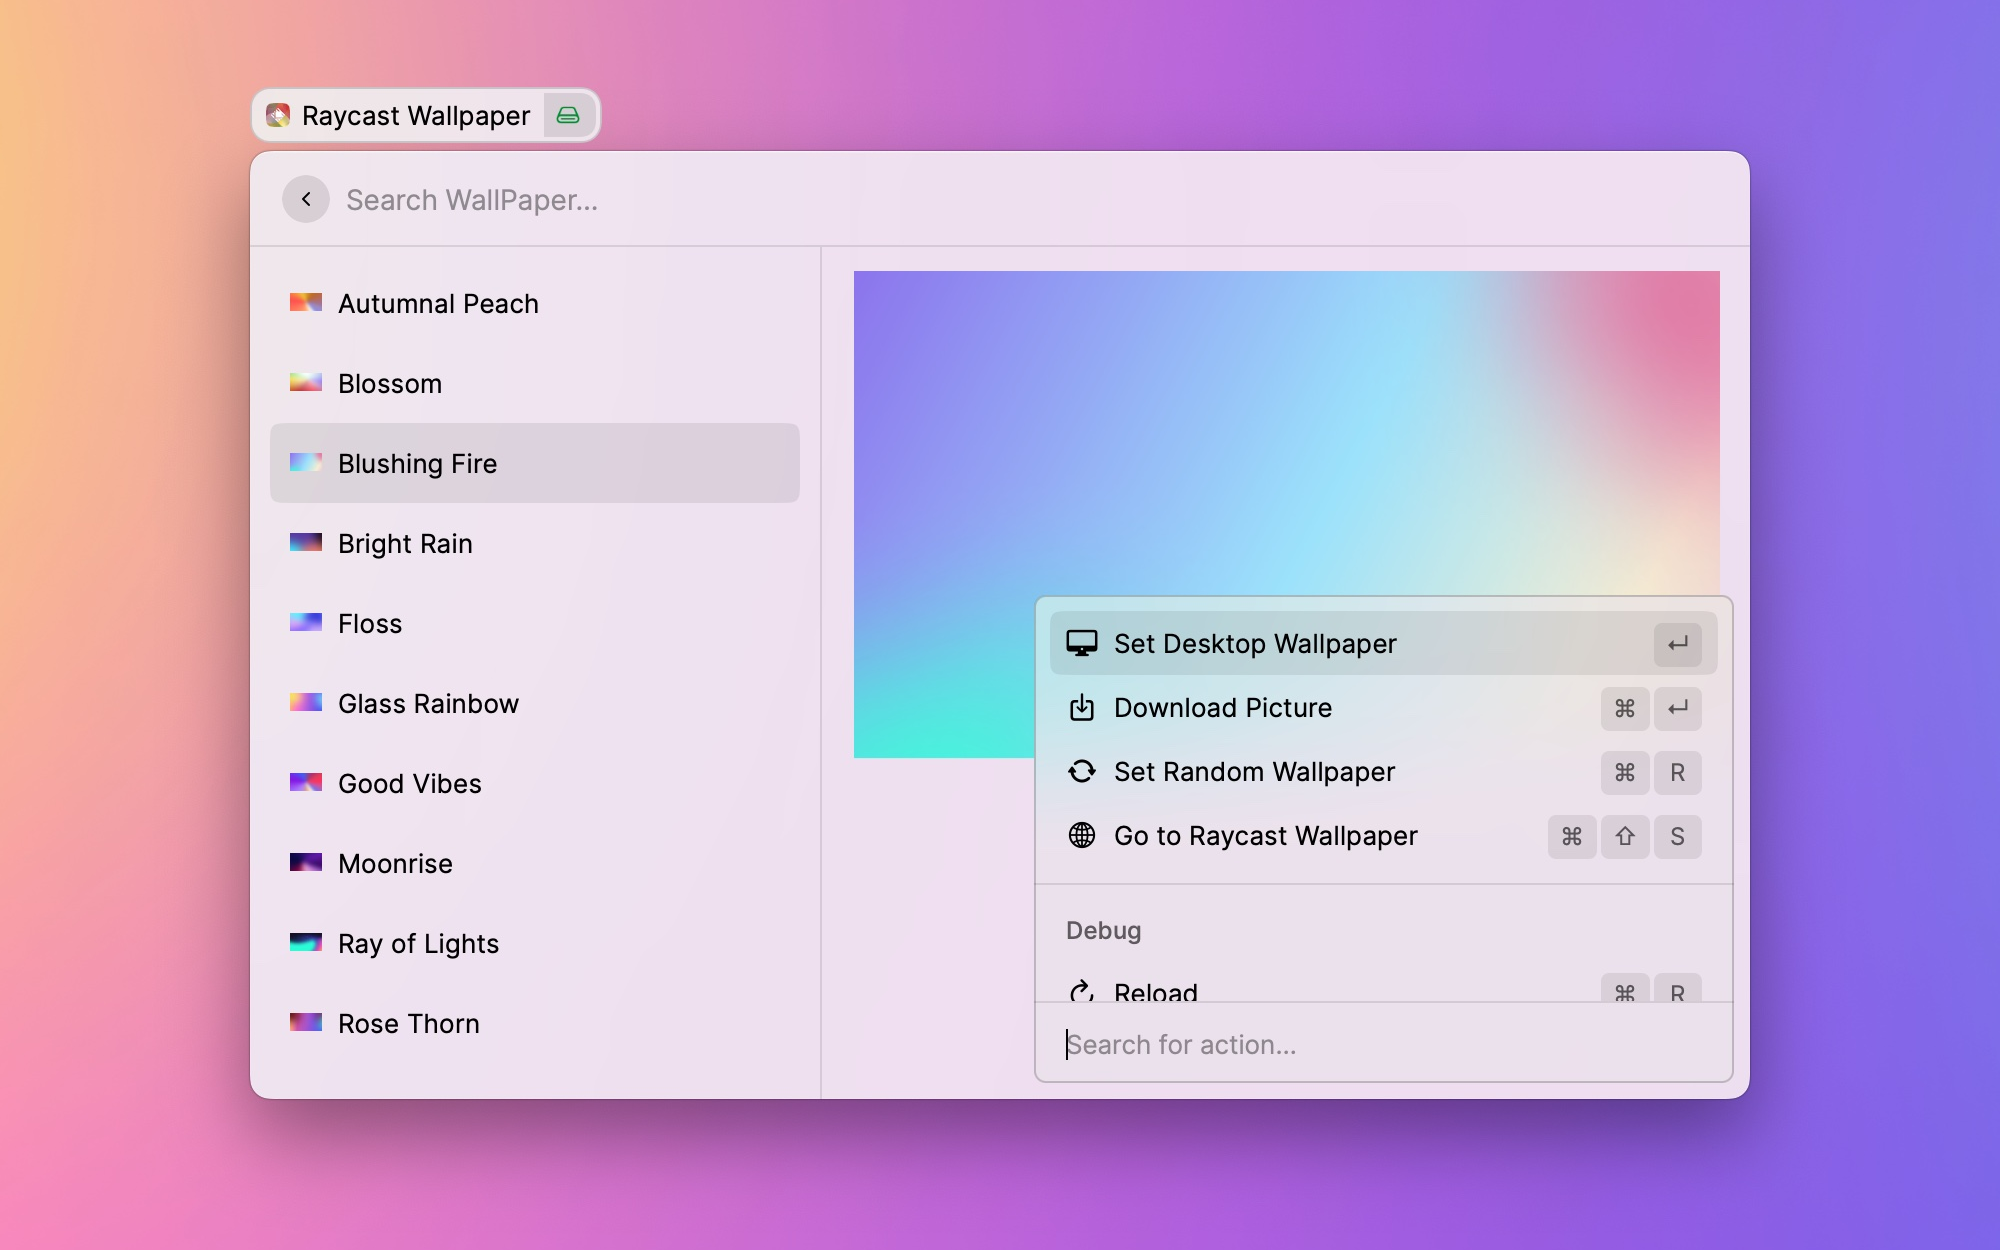 Raycast Wallpaper
Search WallPaper...
Autumnal Peach
Blossom
Blushing Fire
Bright Rain
Floss
Glass Rainbow
Good Vibes
Moonrise
Ray of Lights
Rose Thorn
Set Desktop Wallpaper ↵
Download Picture ⌘ ↵
Set Random Wallpaper ⌘ R
Go to Raycast Wallpaper ⌘ ⇧ S
Debug
Reload ⌘ R
Search for action...